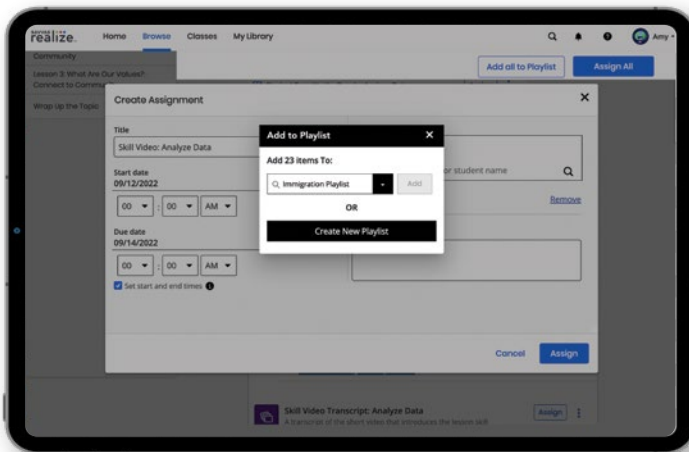 realize.
Home Browse Classes My Library
Amy
Community
Lesson 3: What Are Our Values?
Connect to Commu
Wrap Up the Topic
Add all to Playlist
Assign All
Create Assignment
Title
Skill Video: Analyze Data
Start date
09/12/2022
00 : 00 AM
Due date
09/14/2022
00 : 00 AM
Set start and end times
Add to Playlist
Add 23 items To:
Immigration Playlist
Add
OR
Create New Playlist
or student name
Remove
Cancel
Assign
Skill Video Transcript: Analyze Data
Assign
A transcript of the short video that introduces the lesson skill